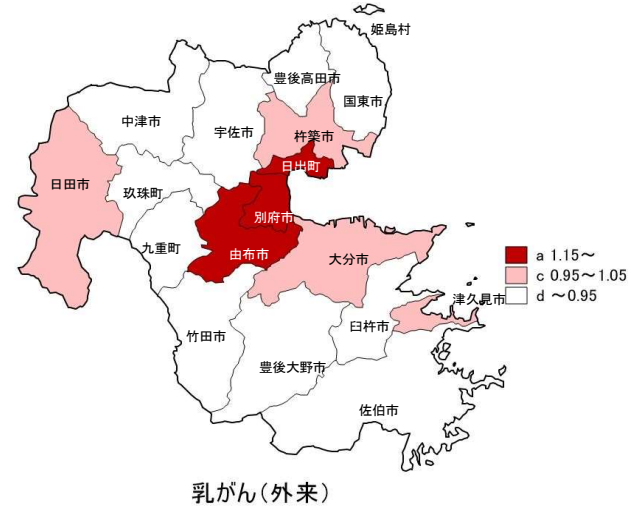 姫島村
豊後高田市
国東市
中津市
宇佐市
杵築市
日出町
日田市
玖珠町
別府市
九重町
由布市
大分市
a 1.15～
c 0.95～1.05
d ～0.95
津久見市
臼杵市
竹田市
豊後大野市
佐伯市
乳がん（外来）